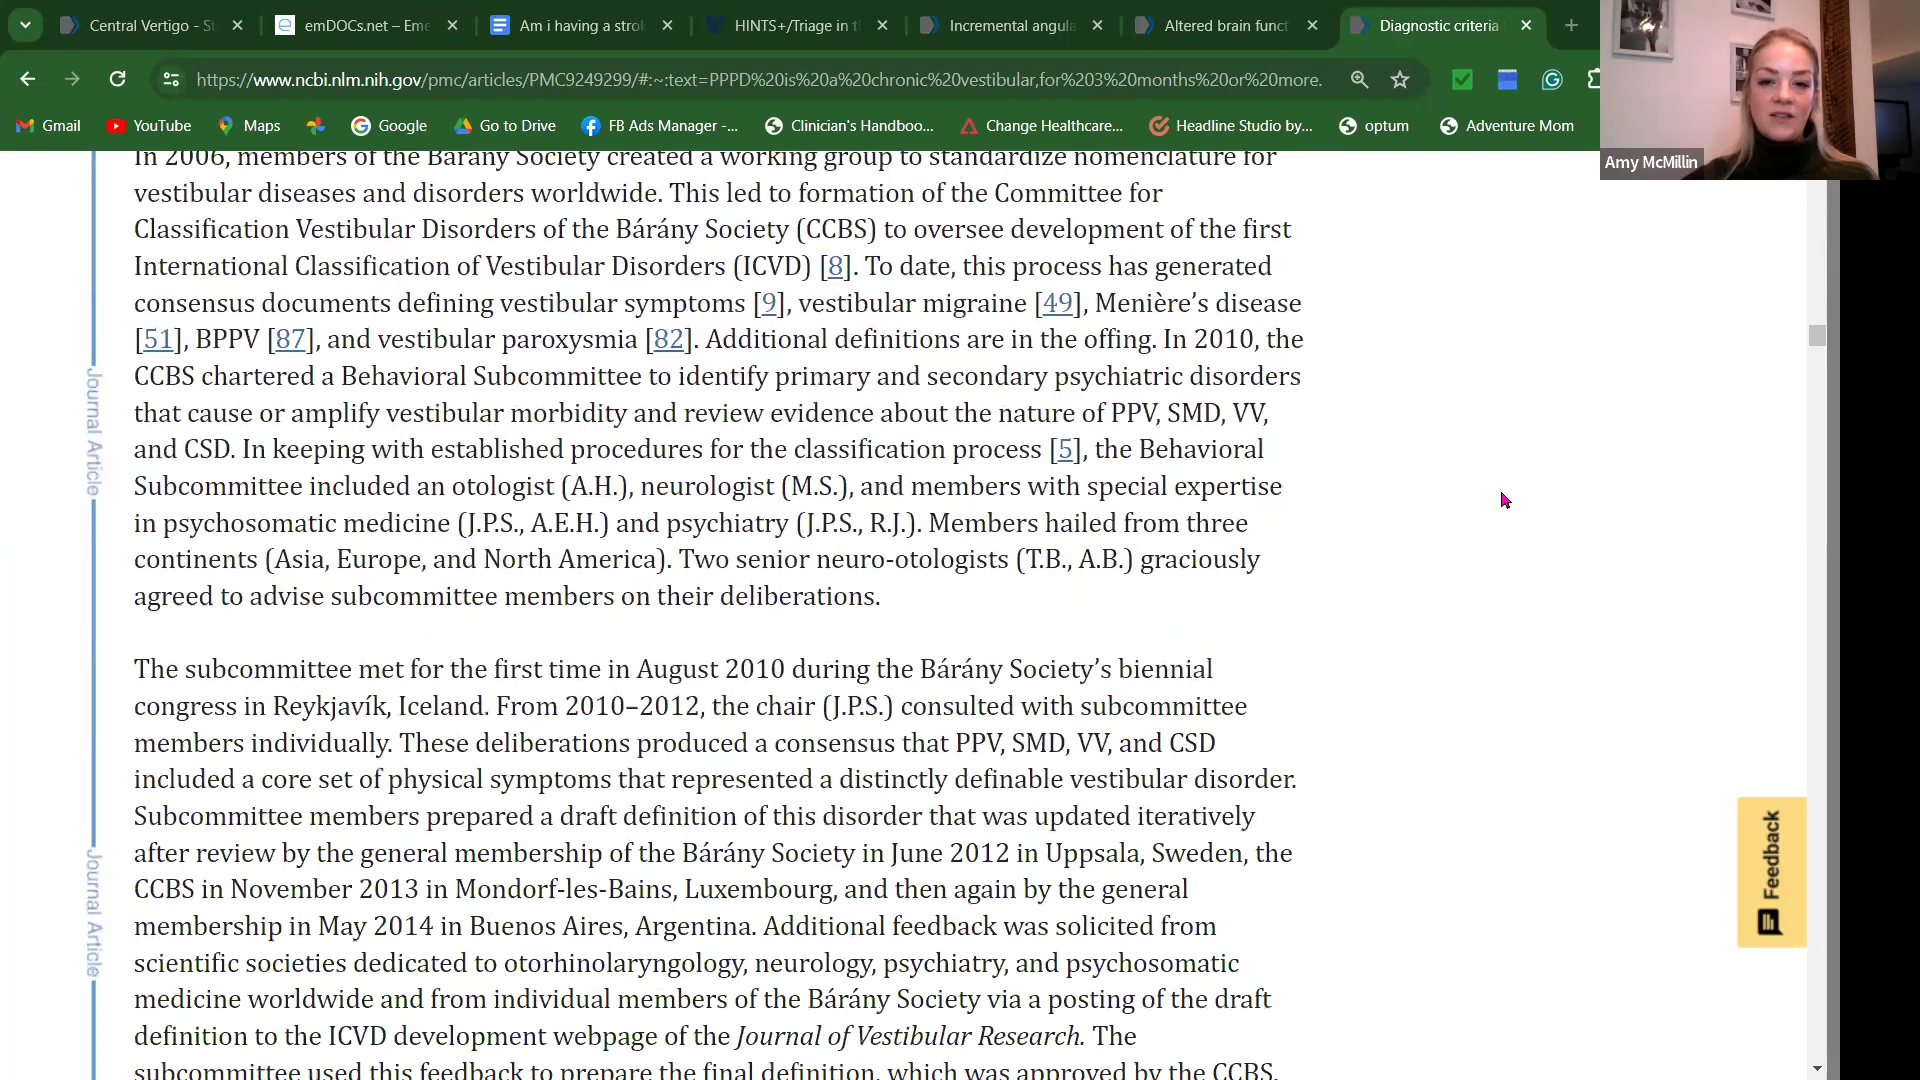 Central Vertigo - St
emDOCs.net – Eme
Am i having a strok
HINTS+/Triage in t
Incremental angula
Altered brain funct
Diagnostic criteria
https://www.ncbi.nlm.nih.gov/pmc/articles/PMC9249299/#:~:text=PPPD%20is%20a%20chronic%20vestibular,for%203%20months%20or%20more.
Gmail
YouTube
Maps
Google
Go to Drive
FB Ads Manager -...
Clinician's Handboo...
Change Healthcare...
Headline Studio by...
optum
Adventure Mom
Amy McMillin
In 2006, members of the Bárány Society created a working group to standardize nomenclature for
vestibular diseases and disorders worldwide. This led to formation of the Committee for
Classification Vestibular Disorders of the Bárány Society (CCBS) to oversee development of the first
International Classification of Vestibular Disorders (ICVD) [8]. To date, this process has generated
consensus documents defining vestibular symptoms [9], vestibular migraine [49], Menière’s disease
[51], BPPV [87], and vestibular paroxysmia [82]. Additional definitions are in the offing. In 2010, the
CCBS chartered a Behavioral Subcommittee to identify primary and secondary psychiatric disorders
that cause or amplify vestibular morbidity and review evidence about the nature of PPV, SMD, VV,
and CSD. In keeping with established procedures for the classification process [5], the Behavioral
Subcommittee included an otologist (A.H.), neurologist (M.S.), and members with special expertise
in psychosomatic medicine (J.P.S., A.E.H.) and psychiatry (J.P.S., R.J.). Members hailed from three
continents (Asia, Europe, and North America). Two senior neuro-otologists (T.B., A.B.) graciously
agreed to advise subcommittee members on their deliberations.
The subcommittee met for the first time in August 2010 during the Bárány Society’s biennial
congress in Reykjavík, Iceland. From 2010–2012, the chair (J.P.S.) consulted with subcommittee
members individually. These deliberations produced a consensus that PPV, SMD, VV, and CSD
included a core set of physical symptoms that represented a distinctly definable vestibular disorder.
Subcommittee members prepared a draft definition of this disorder that was updated iteratively
after review by the general membership of the Bárány Society in June 2012 in Uppsala, Sweden, the
CCBS in November 2013 in Mondorf-les-Bains, Luxembourg, and then again by the general
membership in May 2014 in Buenos Aires, Argentina. Additional feedback was solicited from
scientific societies dedicated to otorhinolaryngology, neurology, psychiatry, and psychosomatic
medicine worldwide and from individual members of the Bárány Society via a posting of the draft
definition to the ICVD development webpage of the Journal of Vestibular Research. The
subcommittee used this feedback to prepare the final definition, which was approved by the CCBS.
Journal Article
Journal Article
Feedback